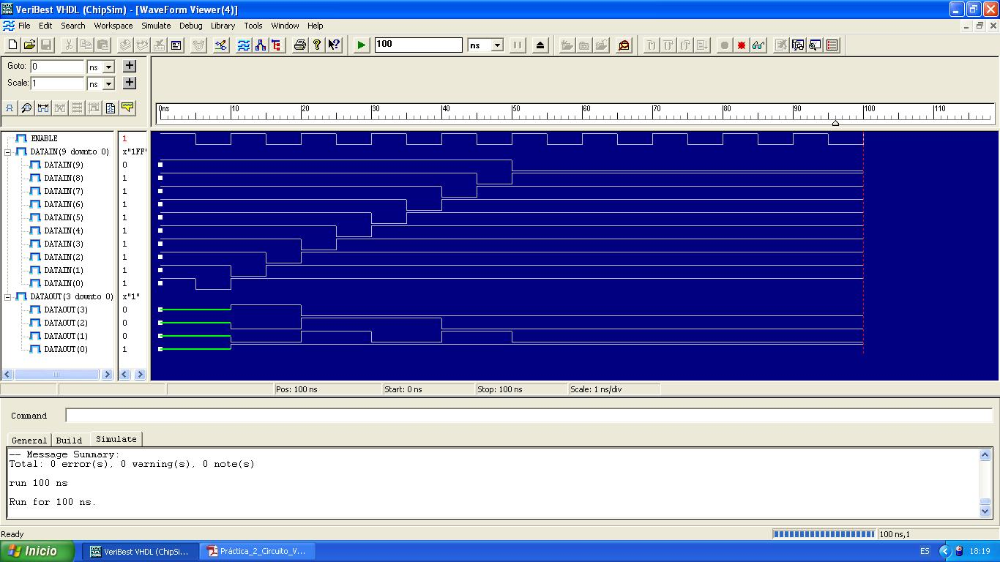 VeriBest VHDL (ChipSim) - [WaveForm Viewer(4)]
File Edit Search Workspace Simulate Debug Library Tools Window Help
100 ns
Goto: 0 ns
Scale: 1 ns
0ns 10 20 30 40 50 60 70 80 90 100 110
ENABLE 1
DATAIN(9 downto 0) x"1FF"
DATAIN(9) 0
DATAIN(8) 1
DATAIN(7) 1
DATAIN(6) 1
DATAIN(5) 1
DATAIN(4) 1
DATAIN(3) 1
DATAIN(2) 1
DATAIN(1) 1
DATAIN(0) 1
DATAOUT(3 downto 0) x"1"
DATAOUT(3) 0
DATAOUT(2) 0
DATAOUT(1) 0
DATAOUT(0) 1
Pos: 100 ns Start: 0 ns Stop: 100 ns Scale: 1 ns/div
Command
General Build Simulate
-- Message Summary:
Total: 0 error(s), 0 warning(s), 0 note(s)
run 100 ns
Run for 100 ns.
Ready 100 ns,1
Inicio VeriBest VHDL (ChipSi... Práctica_2_Circuito_V... ES 18:19